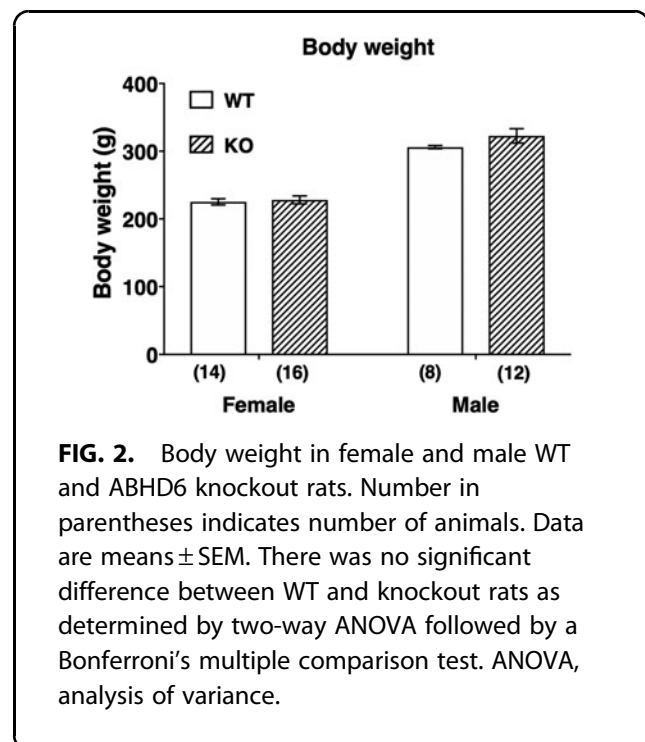 Body weight
400
300
200
100
0
Body weight (g)
WT
KO
(14) (16) (8) (12)
Female Male
FIG. 2. Body weight in female and male WT
and ABHD6 knockout rats. Number in
parentheses indicates number of animals. Data
are means ± SEM. There was no significant
difference between WT and knockout rats as
determined by two-way ANOVA followed by a
Bonferroni's multiple comparison test. ANOVA,
analysis of variance.